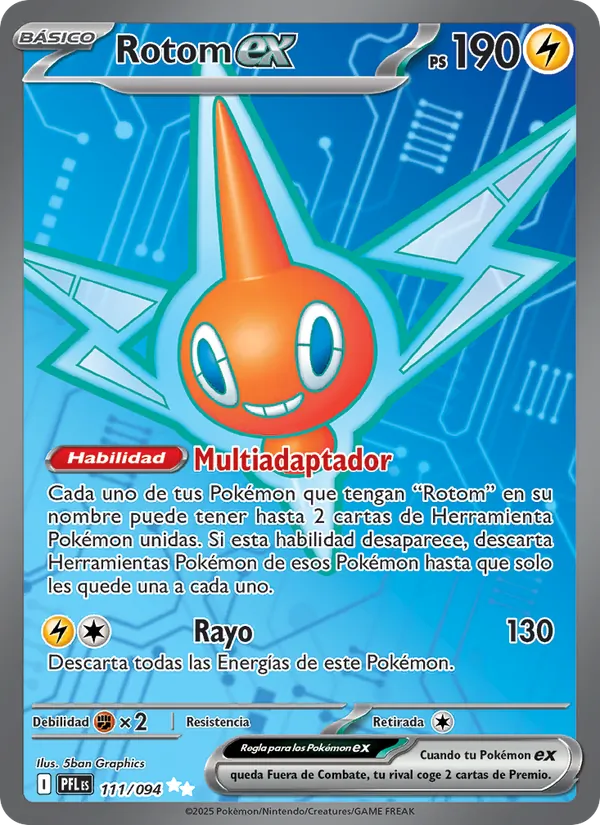 BÁSICO
Rotom ex
PS 190
Habilidad Multiadaptador
Cada uno de tus Pokémon que tengan “Rotom” en su
nombre puede tener hasta 2 cartas de Herramienta
Pokémon unidas. Si esta habilidad desaparece, descarta
Herramientas Pokémon de esos Pokémon hasta que solo
les quede una a cada uno.
Rayo 130
Descarta todas las Energías de este Pokémon.
Debilidad ×2 Resistencia Retirada
Ilus. 5ban Graphics
Regla para los Pokémon ex Cuando tu Pokémon ex
queda Fuera de Combate, tu rival coge 2 cartas de Premio.
I PFL ES 111/094
©2025 Pokémon/Nintendo/Creatures/GAME FREAK